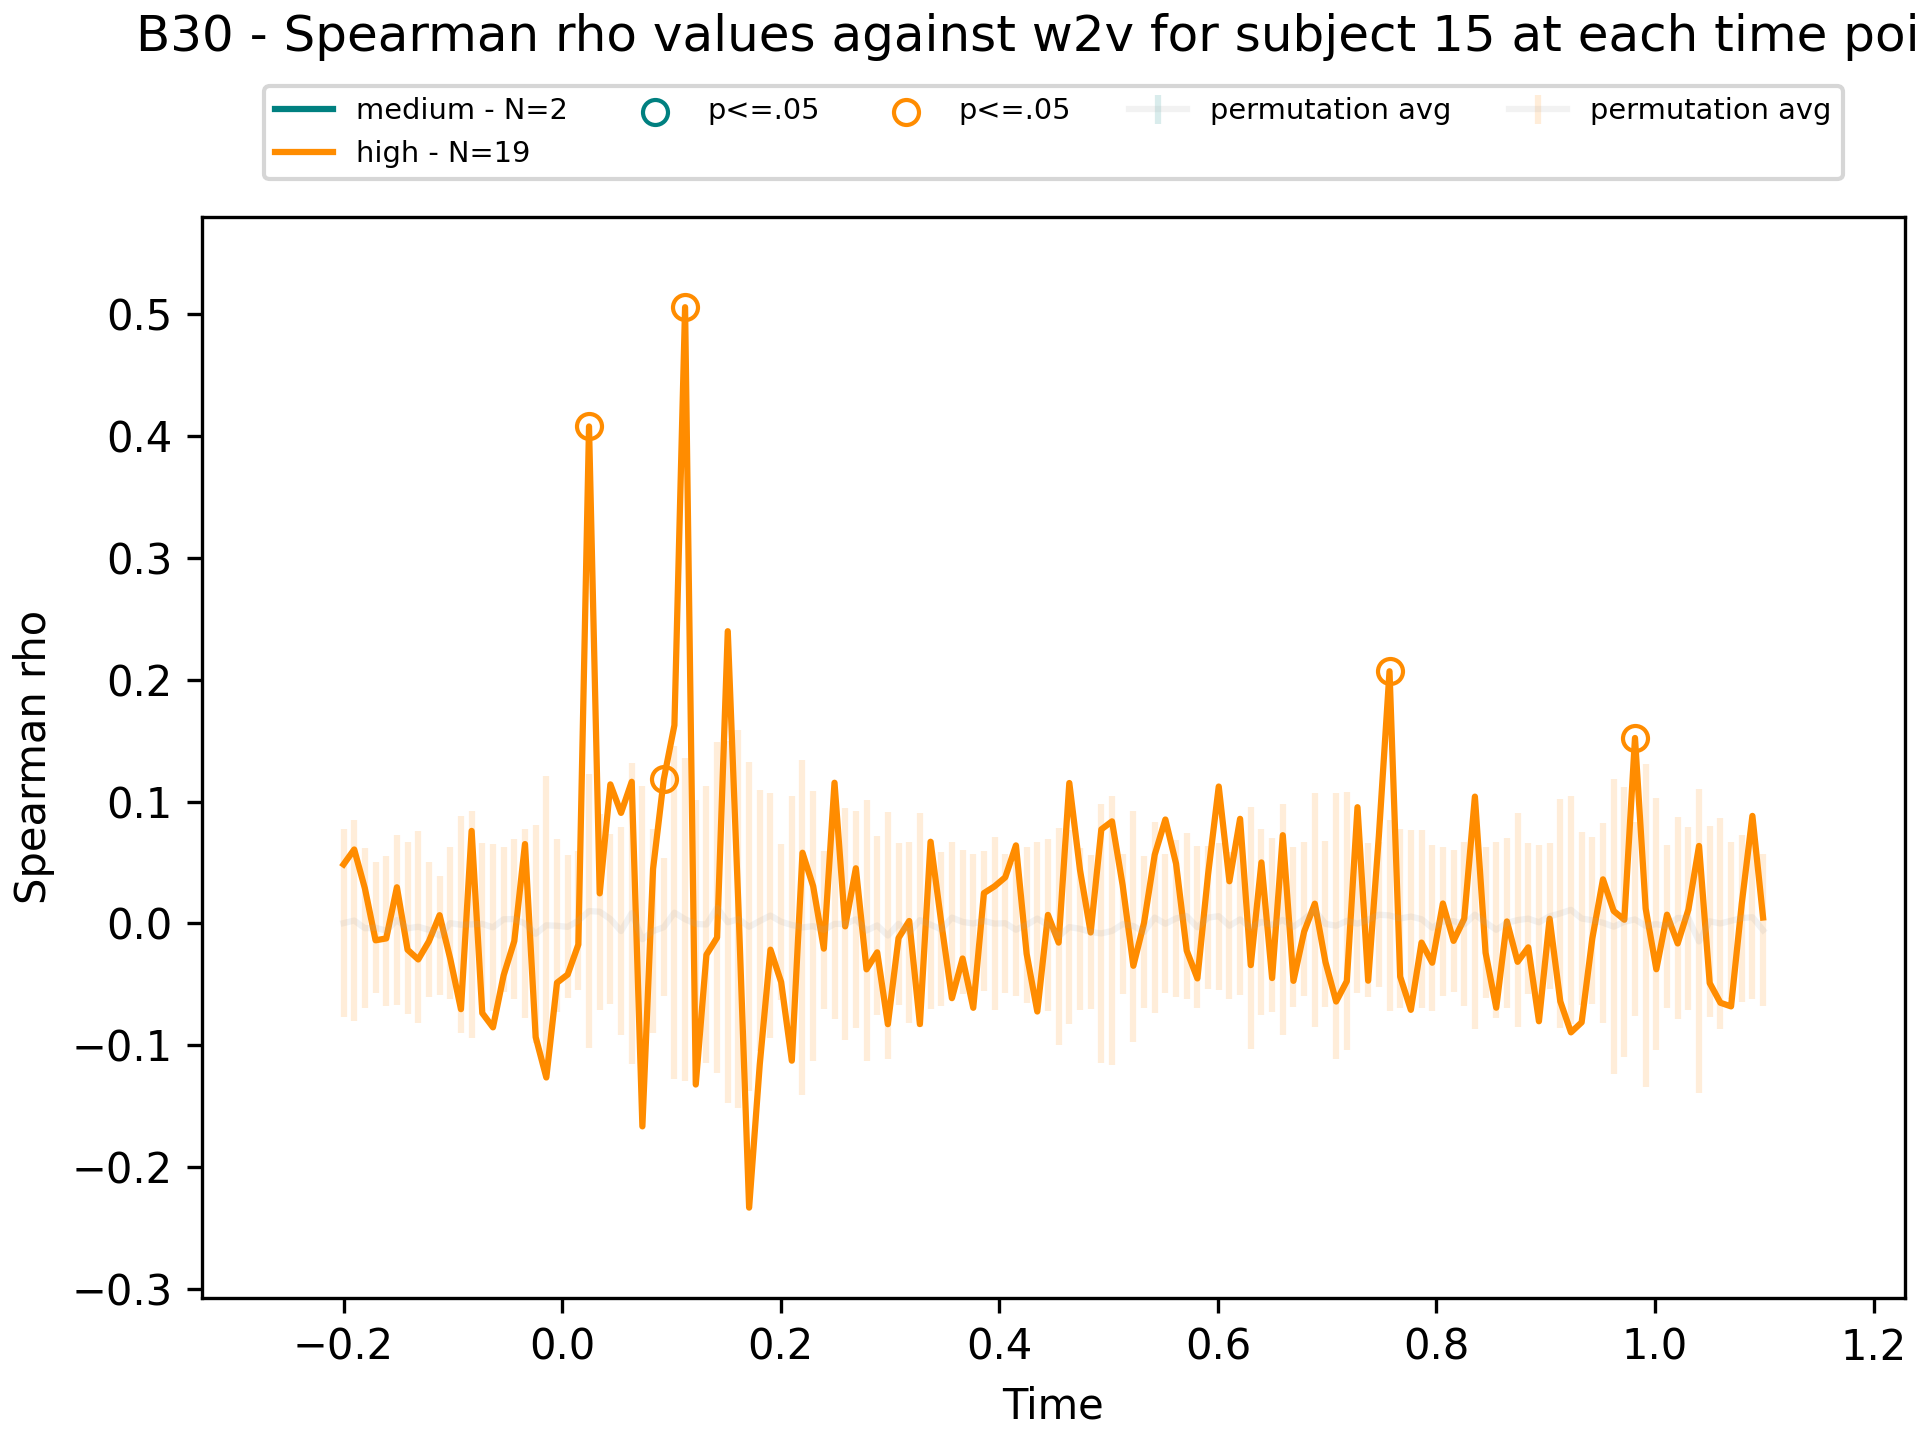 B30 - Spearman rho values against w2v for subject 15 at each time poi
medium - N=2 p<=.05 p<=.05 permutation avg permutation avg
high - N=19
0.5
0.4
0.3
0.2
0.1
0.0
−0.1
−0.2
−0.3
Spearman rho
−0.2 0.0 0.2 0.4 0.6 0.8 1.0 1.2
Time